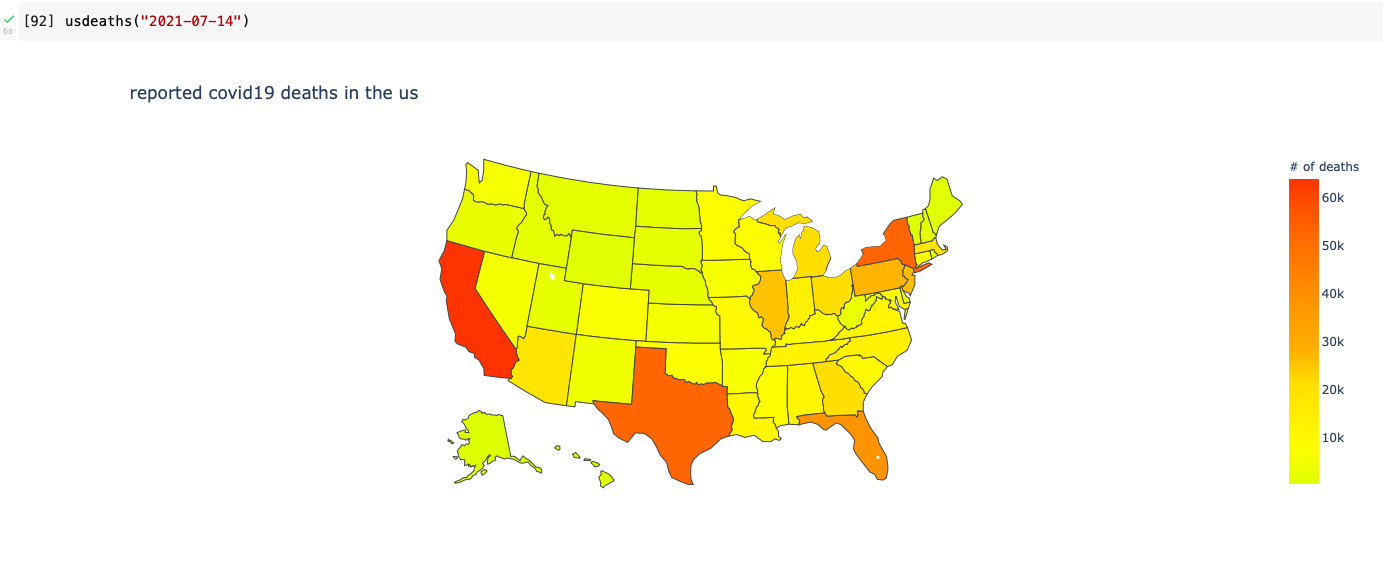 [92] usdeaths("2021-07-14")
6s
reported covid19 deaths in the us
# of deaths
60k
50k
40k
30k
20k
10k